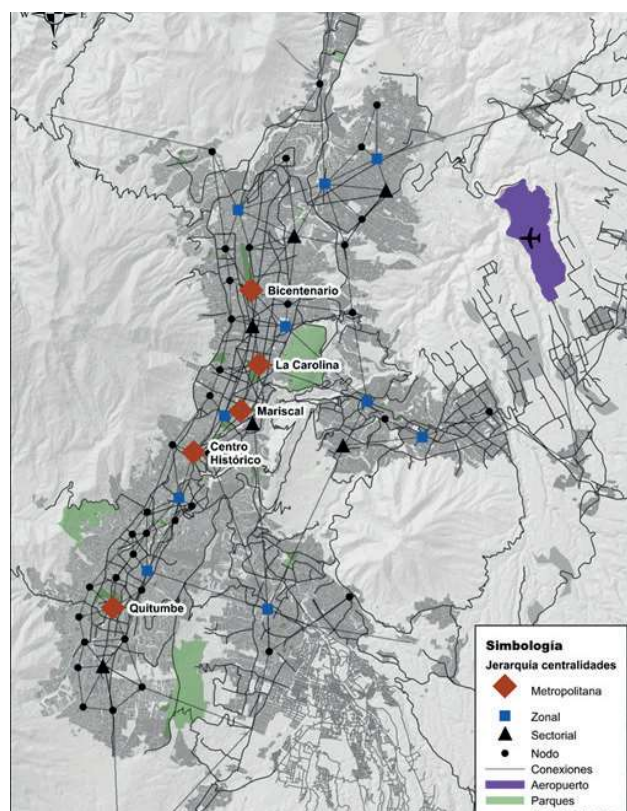 W
E
S
Bicentenario
La Carolina
Mariscal
Centro
Histórico
Quitumbe
Simbología
Jerarquía centralidades
Metropolitana
Zonal
Sectorial
Nodo
Conexiones
Aeropuerto
Parques